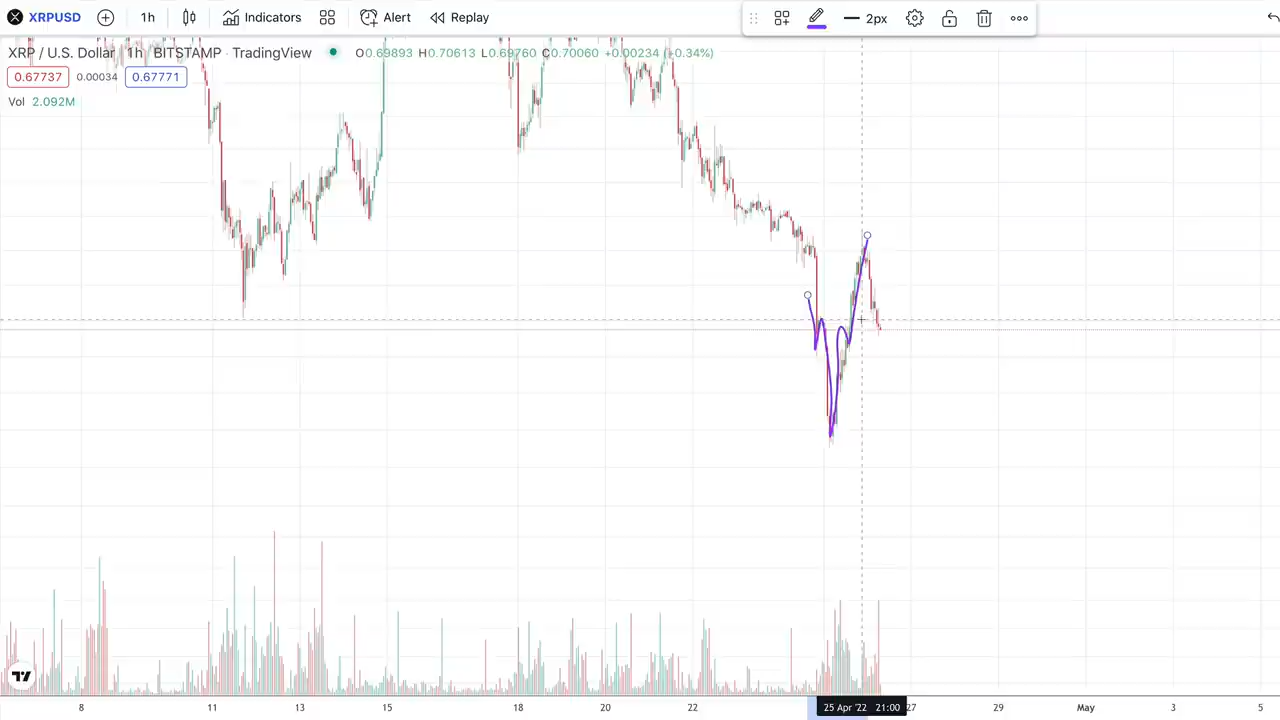 XRPUSD 1h Indicators Alert Replay 2px
XRP / U.S. Dollar · 1h · BITSTAMP · TradingView O0.69893 H0.70613 L0.69760 C0.70060 +0.00234 (+0.34%)
0.67737 0.00034 0.67771
Vol 2.092M
8 11 13 15 18 20 22 25 Apr '22 21:00 27 29 May 3 5